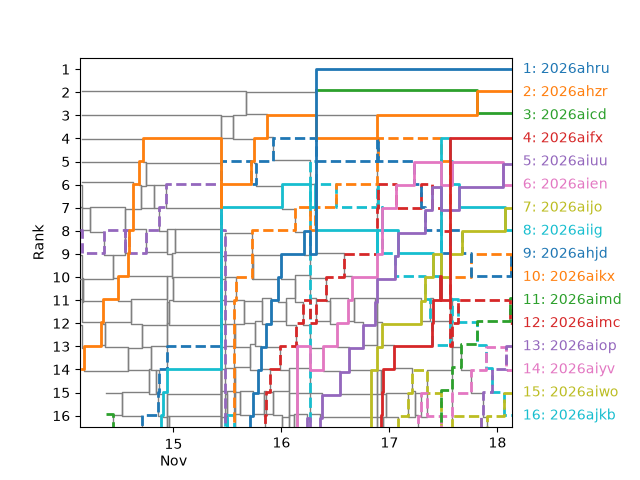 1
2
3
4
5
6
7
8
9
10
11
12
13
14
15
16
Rank
15
16
17
18
Nov
1: 2026ahru
2: 2026ahzr
3: 2026aicd
4: 2026aifx
5: 2026aiuu
6: 2026aien
7: 2026aijo
8: 2026aiig
9: 2026ahjd
10: 2026aikx
11: 2026aimd
12: 2026aimc
13: 2026aiop
14: 2026aiyv
15: 2026aiwo
16: 2026ajkb